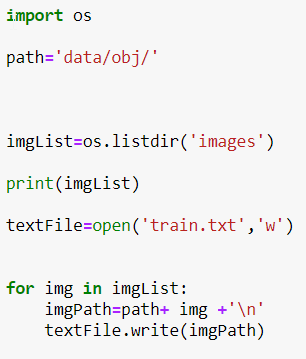 import os
path='data/obj/'
imgList=os.listdir('images')
print(imgList)
textFile=open('train.txt','w')
for img in imgList:
    imgPath=path+ img +'\n'
    textFile.write(imgPath)